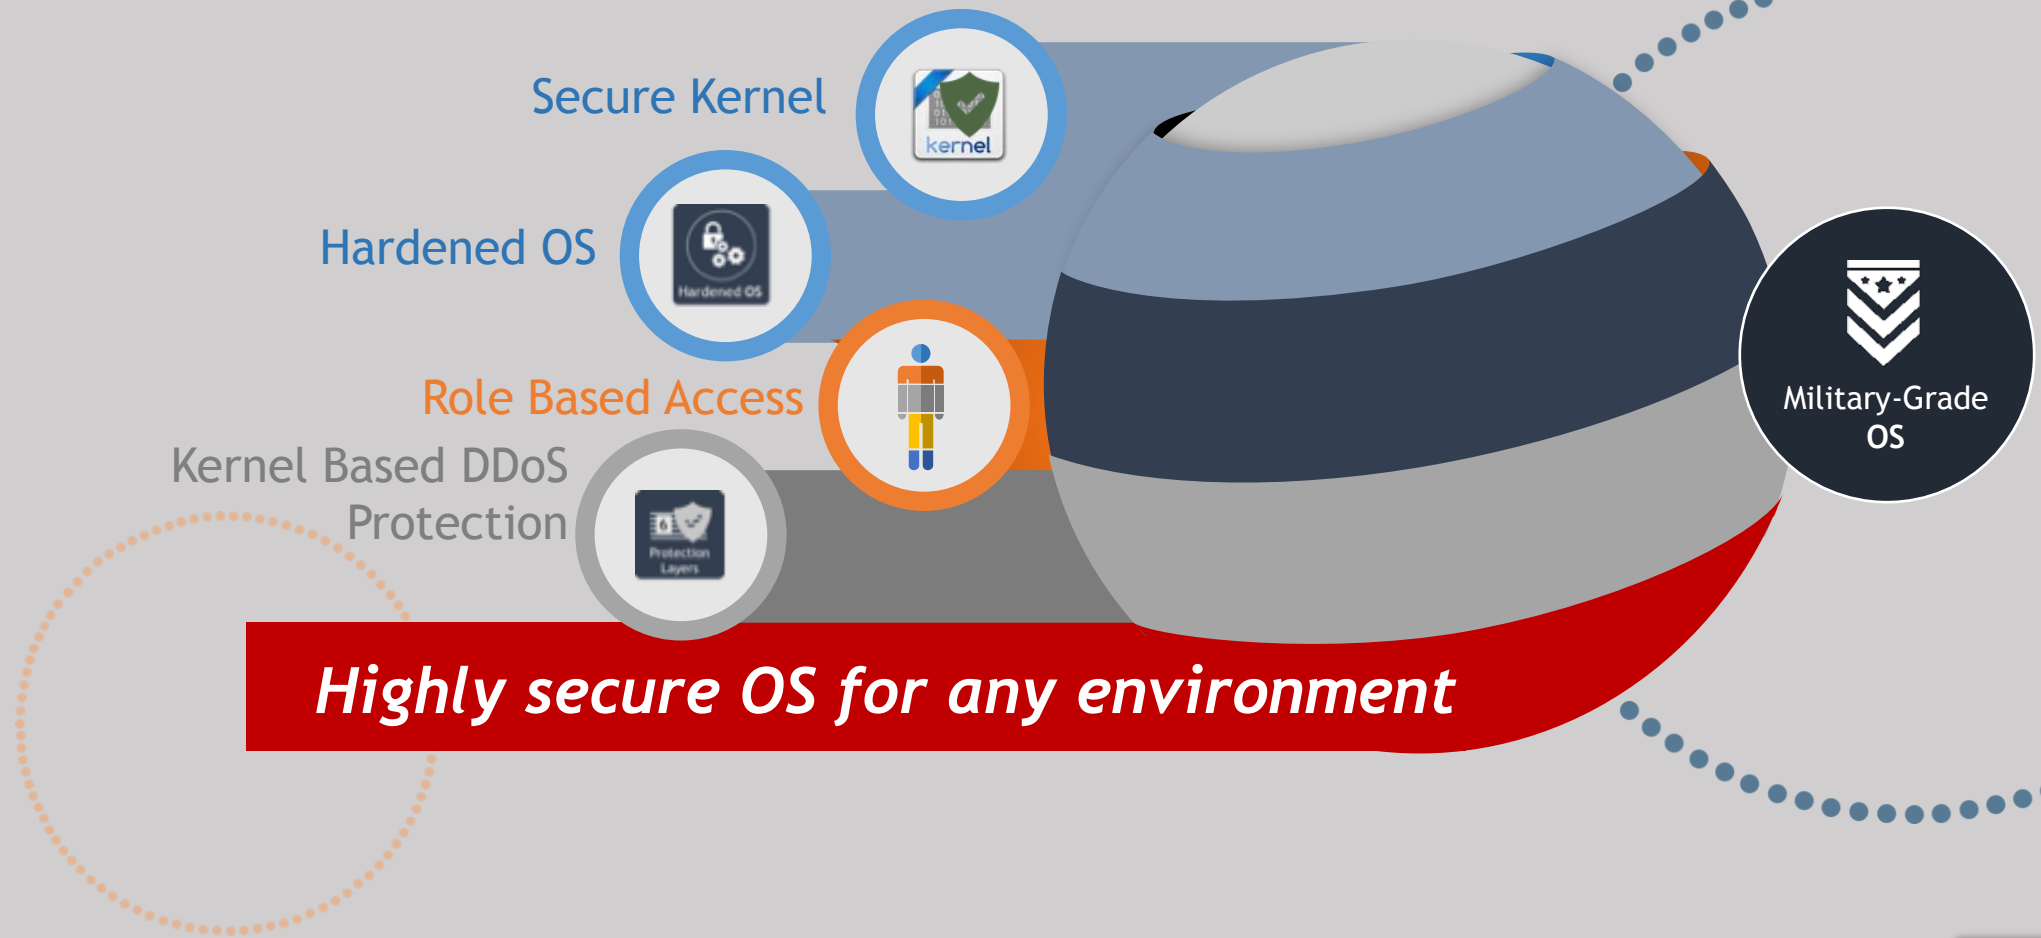 Secure Kernel
kernel
Hardened OS
Hardened OS
Role Based Access
Kernel Based DDoS
Protection
Protection
Layers
Military-Grade
OS
Highly secure OS for any environment